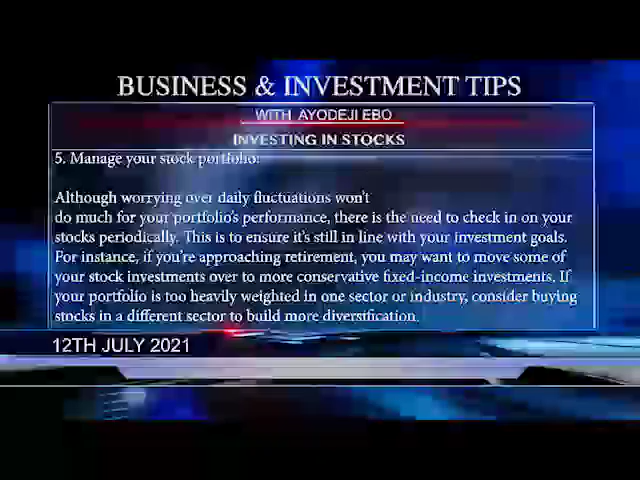 BUSINESS & INVESTMENT TIPS
WITH AYODEJI EBO
INVESTING IN STOCKS
5. Manage your stock portfolio:
Although worrying over daily fluctuations won't
do much for your portfolio's performance, there is the need to check in on your
stocks periodically. This is to ensure it's still in line with your investment goals.
For instance, if you're approaching retirement, you may want to move some of
your stock investments over to more conservative fixed-income investments. If
your portfolio is too heavily weighted in one sector or industry, consider buying
stocks in a different sector to build more diversification.
12TH JULY 2021